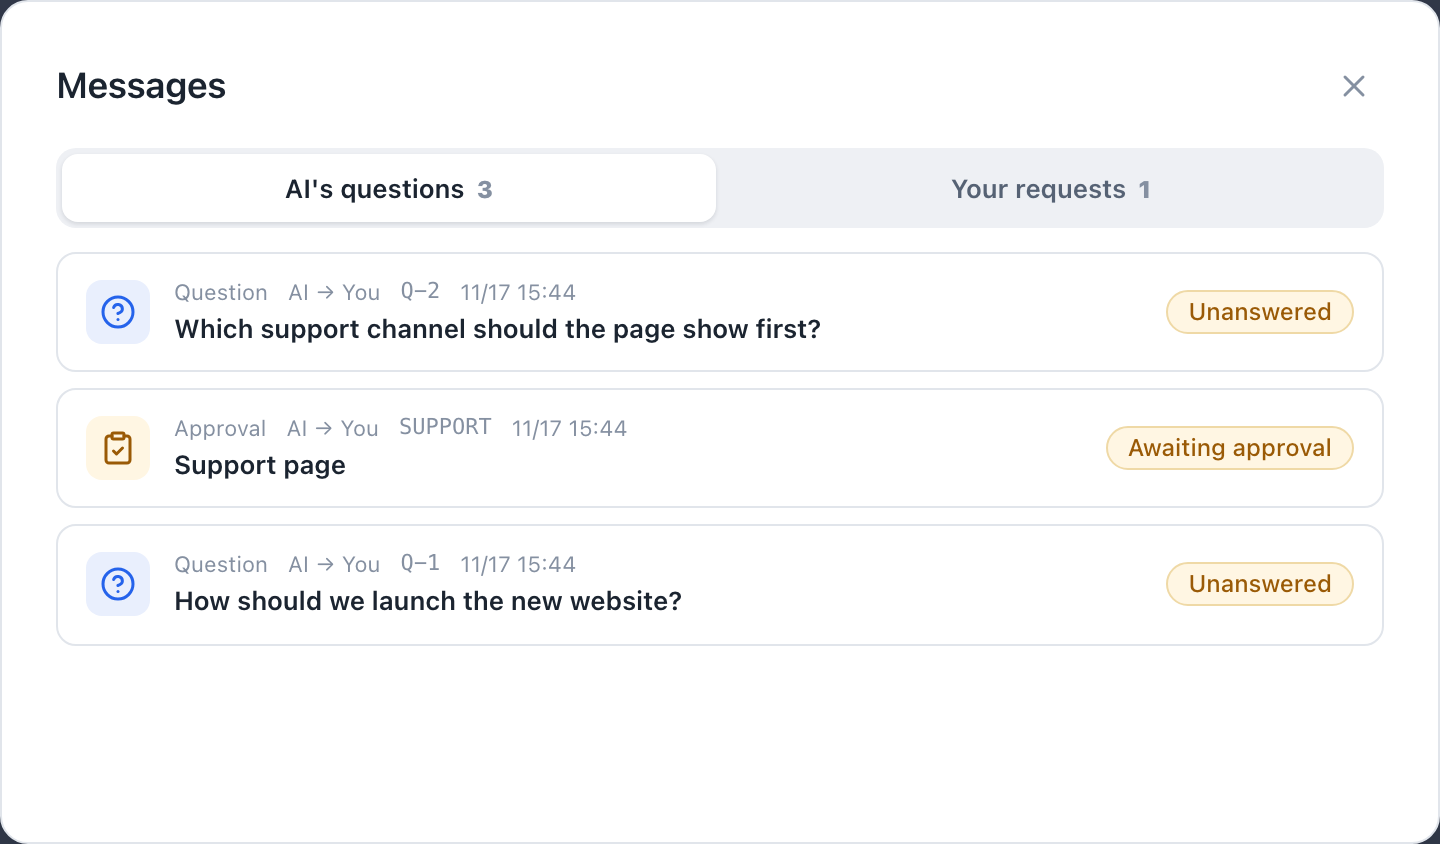 Messages
AI's questions 3
Your requests 1
Question AI → You Q−2 11/17 15:44
Which support channel should the page show first?
Unanswered
Approval AI → You SUPPORT 11/17 15:44
Support page
Awaiting approval
Question AI → You Q−1 11/17 15:44
How should we launch the new website?
Unanswered